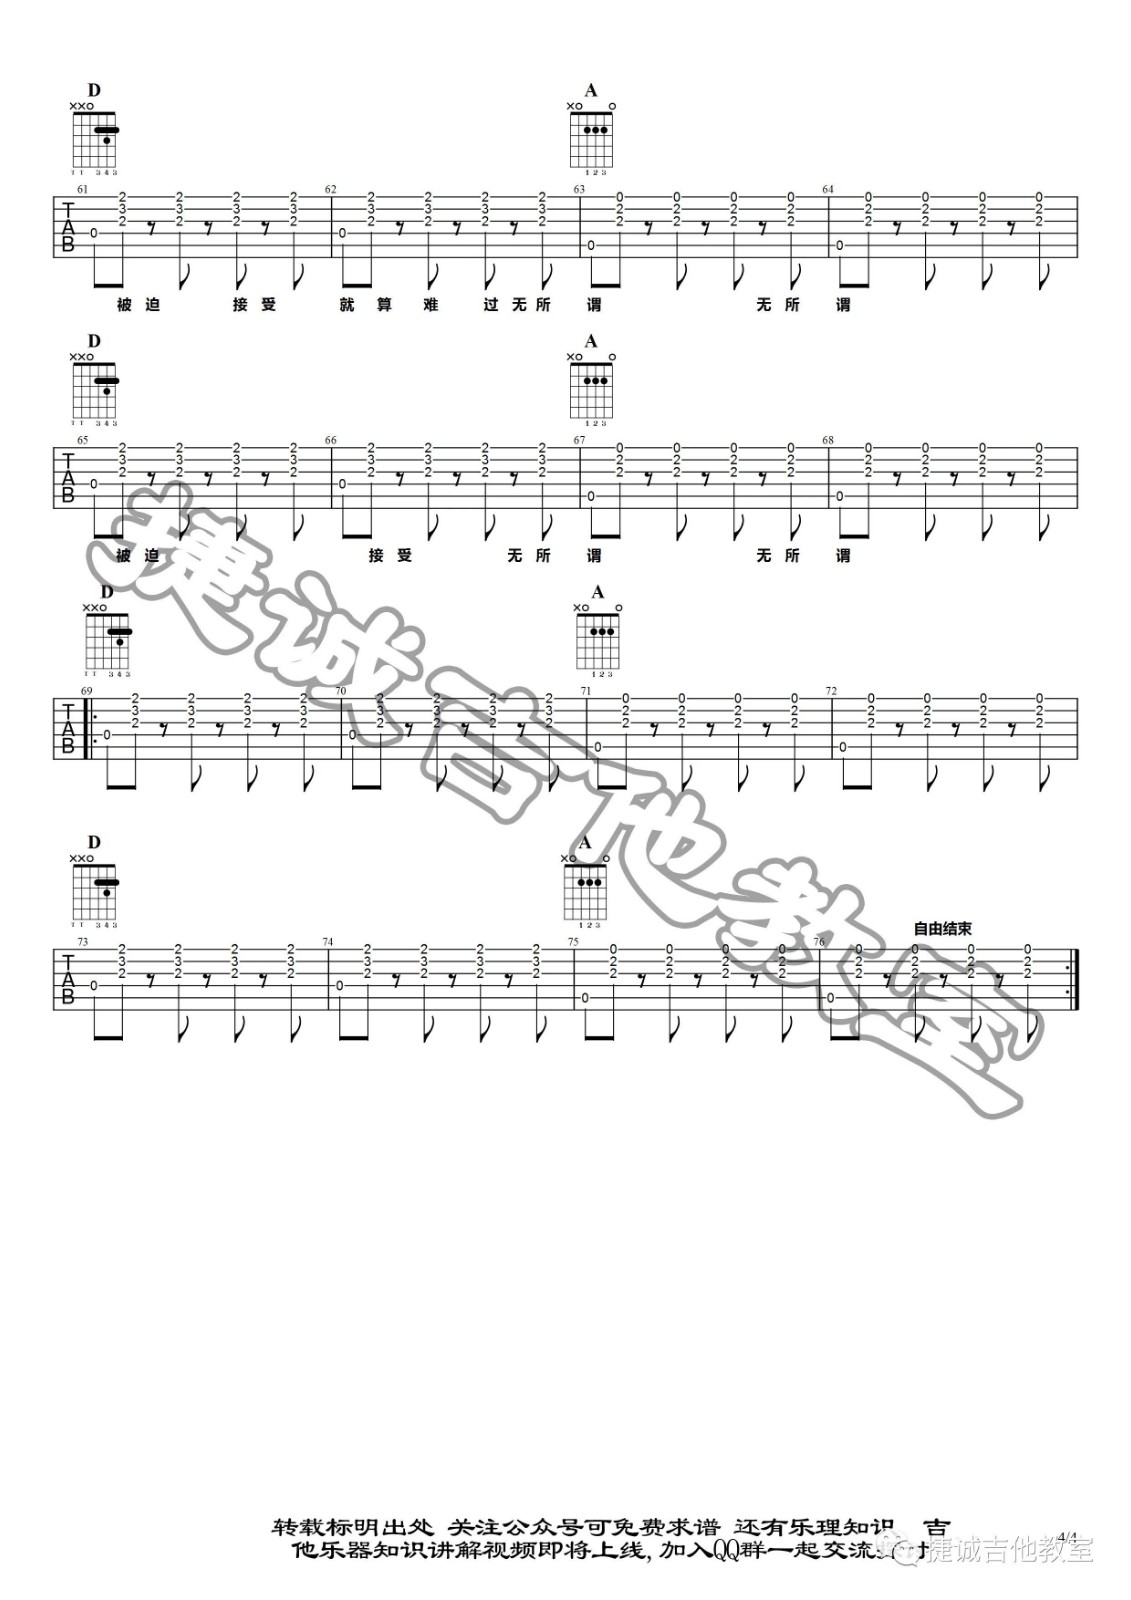 D A
61 62 63 64
被迫 接受 就算难过无所谓 无所谓
D A
65 66 67 68
被迫 接受 无所谓 无所谓
D A
69 70 71 72
D A
自由结束
73 74 75 76
捷诚吉他教室
转载标明出处 关注公众号可免费求谱 还有乐理知识 吉
他乐器知识讲解视频即将上线,加入QQ群一起交流
4/4
捷诚吉他教室